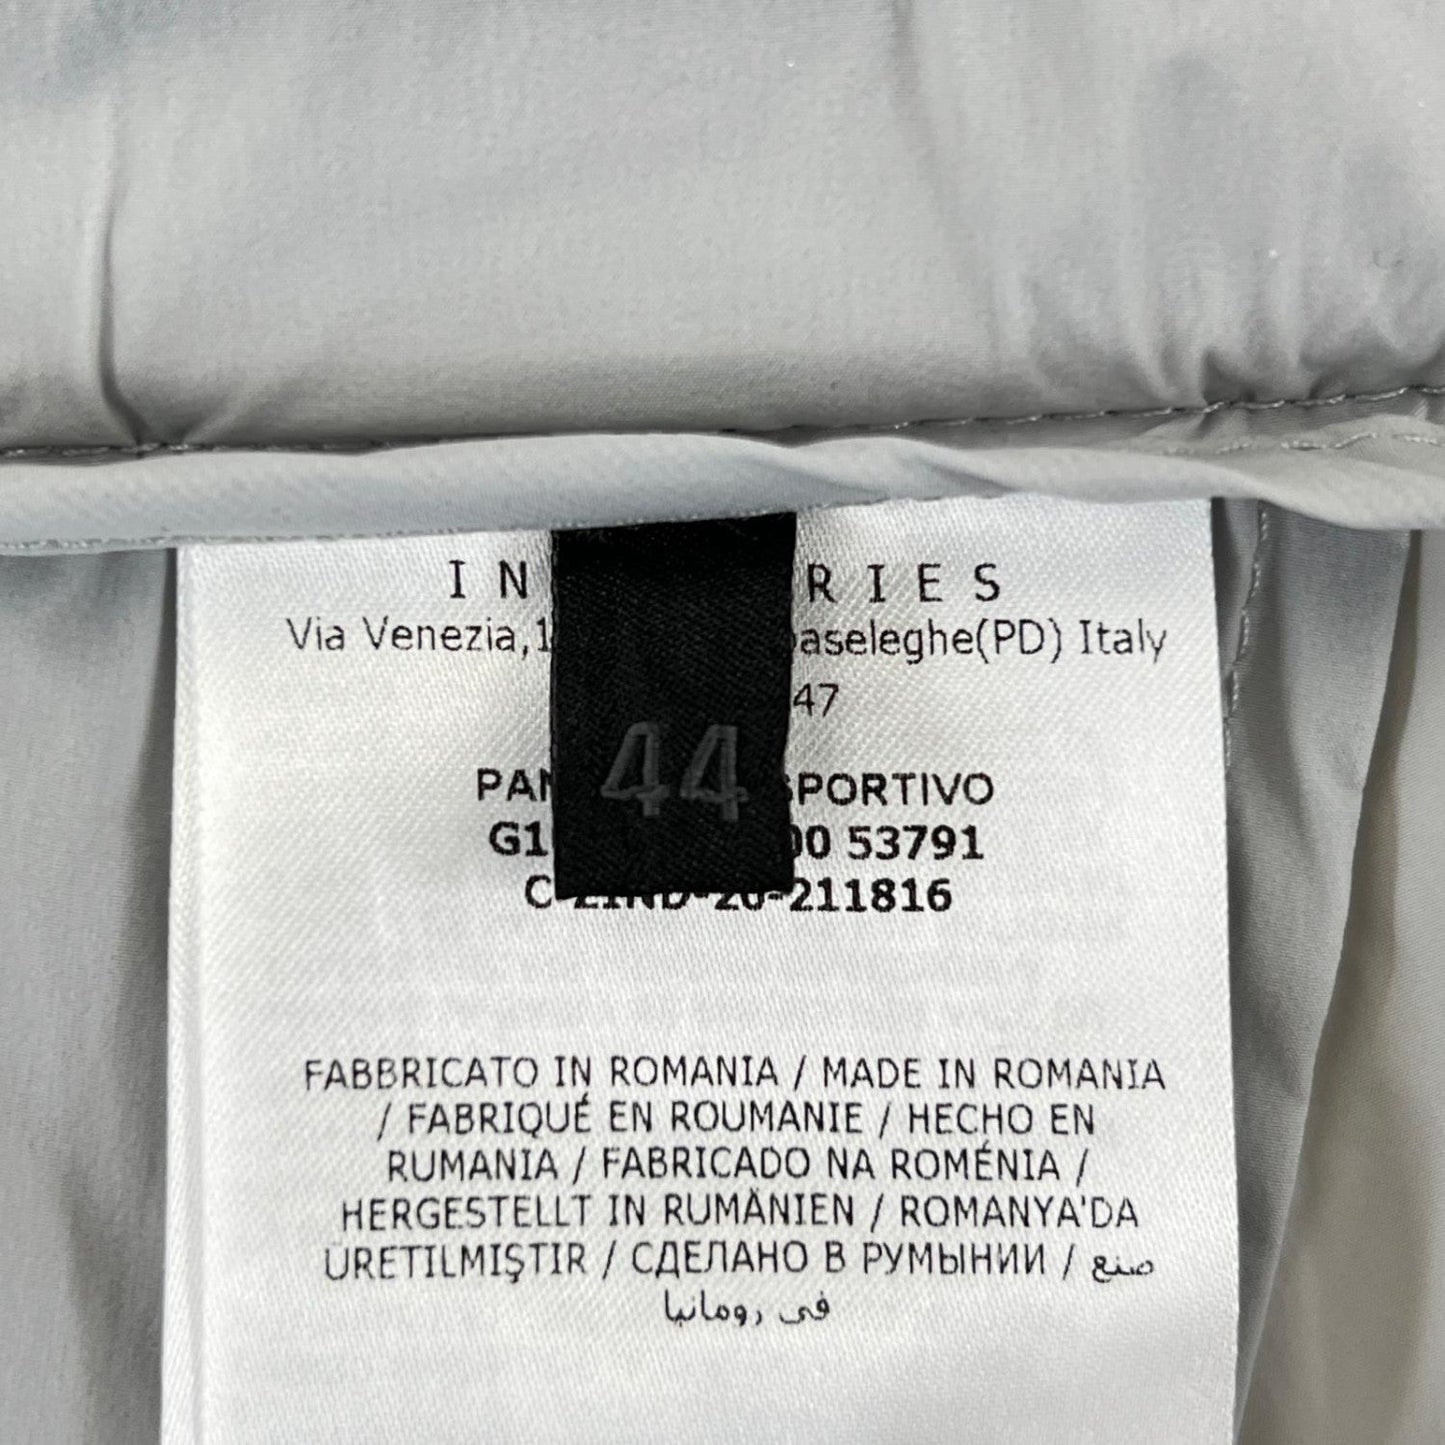 IN RIES
Via Venezia,1 aseleghe(PD) Italy
47
44
PAN SPORTIVO
G10 00 53791
C 21ND-20-211816
FABBRICATO IN ROMANIA / MADE IN ROMANIA
/ FABRIQUÉ EN ROUMANIE / HECHO EN
RUMANIA / FABRICADO NA ROMÉNIA /
HERGESTELLT IN RUMÄNIEN / ROMANYA'DA
ÜRETILMIŞTIR / СДЕЛАНО В РУМЫНИИ / صنع
في رومانيا